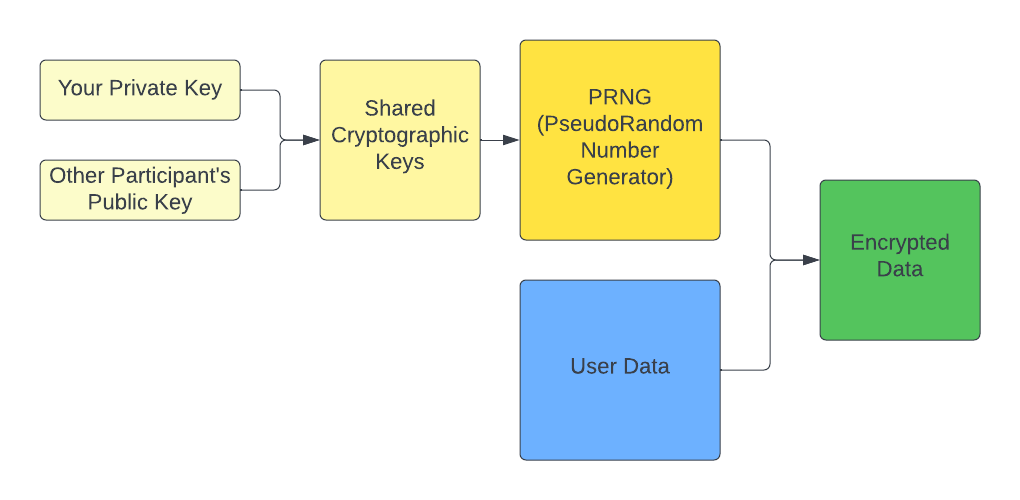 Your Private Key
Other Participant's
Public Key
Shared
Cryptographic
Keys
PRNG
(PseudoRandom
Number
Generator)
User Data
Encrypted
Data